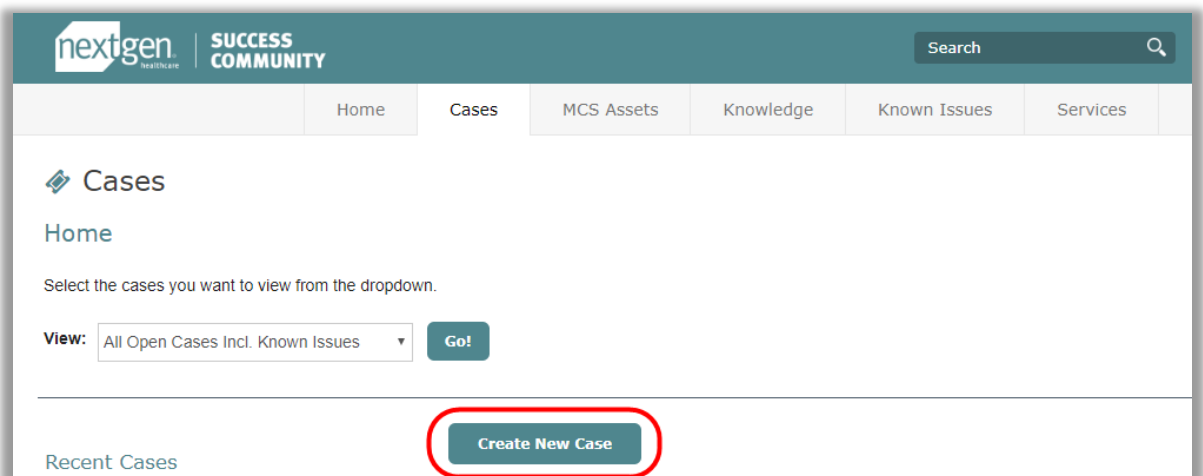 nextgen
healthcare
SUCCESS
COMMUNITY
Search
Home Cases MCS Assets Knowledge Known Issues Services
Cases
Home
Select the cases you want to view from the dropdown.
View: All Open Cases Incl. Known Issues Go!
Create New Case
Recent Cases